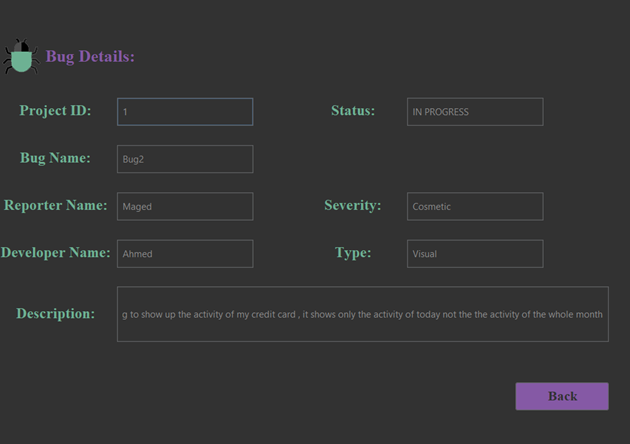 Bug Details:
Project ID: 1 Status: IN PROGRESS
Bug Name: Bug2
Reporter Name: Maged Severity: Cosmetic
Developer Name: Ahmed Type: Visual
Description: g to show up the activity of my credit card , it shows only the activity of today not the the activity of the whole month
Back